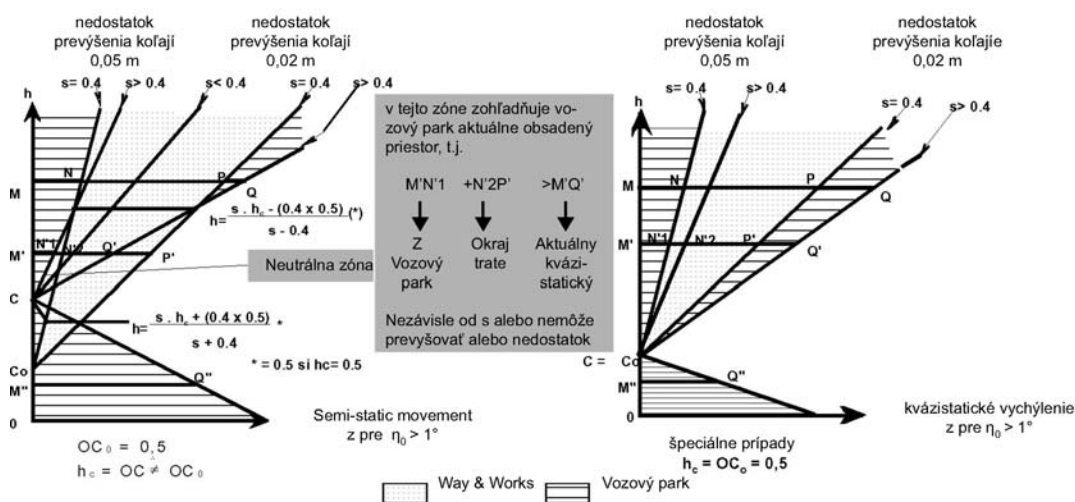 nedostatok
prevýšenia koľají
0,05 m
nedostatok
prevýšenia koľají
0,02 m
s= 0.4
s> 0.4
s< 0.4
s= 0.4
s> 0.4
h
M
N
P
Q
h= s . hc – (0.4 x 0.5) (*)
s - 0.4
M'
N'1
N'2
Q'
P'
Neutrálna zóna
C
h= s . hc + (0.4 x 0.5) *
s + 0.4
* = 0.5 si hc= 0.5
Co
M"
Q"
0
OC₀ = 0,5
h c = OC ≠ OC₀
Semi-static movement
z pre η₀ > 1°
v tejto zóne zohľadňuje vo-
zový park aktuálne obsadený
priestor, t.j.
M'N'1 +N'2P' >M'Q'
Z Okraj Aktuálny
Vozový trate kvázi-
park statický
Nezávisle od s alebo nemôže
prevyšovať alebo nedostatok
nedostatok
prevýšenia koľají
0,05 m
nedostatok
prevýšenia koľajíe
0,02 m
s= 0.4
s> 0.4
s= 0.4
s> 0.4
h
M
N
P
Q
M'
N'1
N'2
P'
Q'
C = Co
M"
Q"
0
kvázistatické vychýlenie
z pre η₀ > 1°
špeciálne prípady
hc = OCo = 0,5
Way & Works
Vozový park